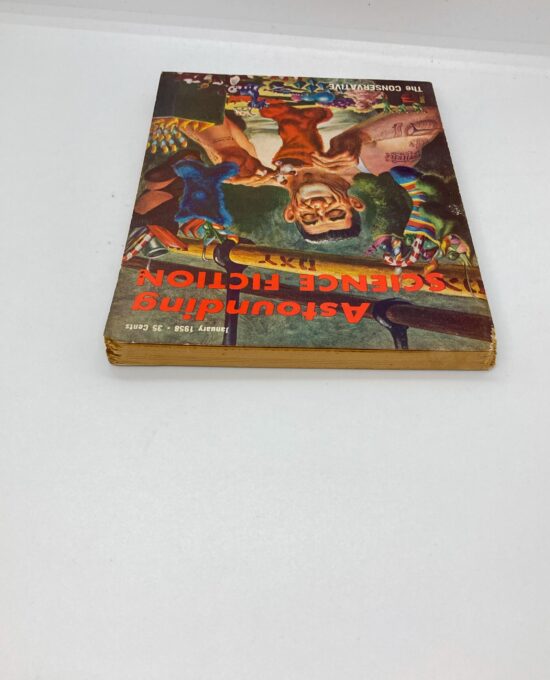 January 1958 • 35 Cents
Astounding
SCIENCE FICTION
The CONSERVATIVE